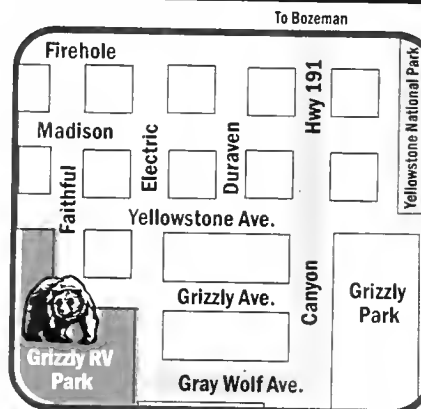 To Bozeman
Firehole
Hwy 191
Yellowstone National Park
Madison
Faithful
Electric
Duraven
Yellowstone Ave.
Grizzly Ave.
Canyon
Grizzly
Park
Grizzly RV
Park
Gray Wolf Ave.